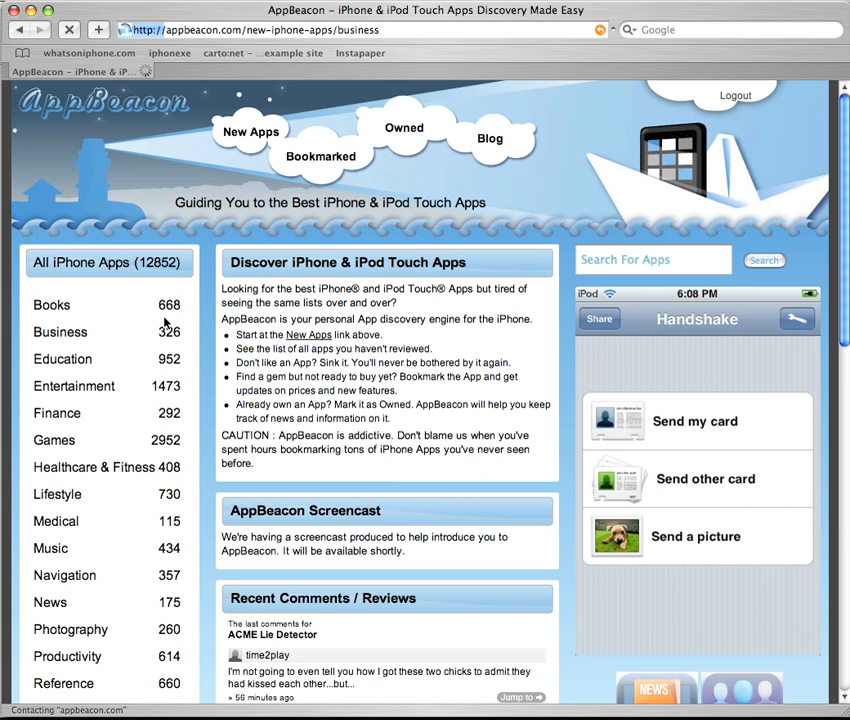 AppBeacon – iPhone & iPod Touch Apps Discovery Made Easy
http://appbeacon.com/new-iphone-apps/business
Google
whatsoniphone.com
iphonexe
carto:net – ...example site
Instapaper
AppBeacon – iPhone & iP...
AppBeacon
New Apps
Bookmarked
Owned
Blog
Logout
Guiding You to the Best iPhone & iPod Touch Apps
All iPhone Apps (12852)
Books 668
Business 326
Education 952
Entertainment 1473
Finance 292
Games 2952
Healthcare & Fitness 408
Lifestyle 730
Medical 115
Music 434
Navigation 357
News 175
Photography 260
Productivity 614
Reference 660
Discover iPhone & iPod Touch Apps
Looking for the best iPhone® and iPod Touch® Apps but tired of
seeing the same lists over and over?
AppBeacon is your personal App discovery engine for the iPhone.
• Start at the New Apps link above.
• See the list of all apps you haven't reviewed.
• Don't like an App? Sink it. You'll never be bothered by it again.
• Find a gem but not ready to buy yet? Bookmark the App and get
updates on prices and new features.
• Already own an App? Mark it as Owned. AppBeacon will help you keep
track of news and information on it.
CAUTION : AppBeacon is addictive. Don't blame us when you've
spent hours bookmarking tons of iPhone Apps you've never seen
before.
AppBeacon Screencast
We're having a screencast produced to help introduce you to
AppBeacon. It will be available shortly.
Recent Comments / Reviews
The last comments for
ACME Lie Detector
time2play
I'm not going to even tell you how I got these two chicks to admit they
had kissed each other...but...
» 56 minutes ago
Jump to
Search For Apps
Search
iPod
6:08 PM
Share
Handshake
Send my card
Send other card
Send a picture
NEWS
Contacting "appbeacon.com"